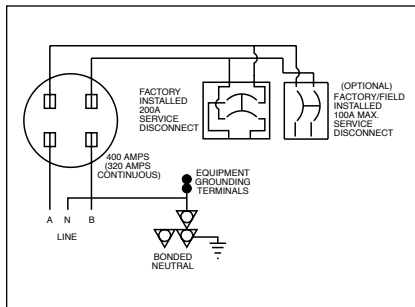 FACTORY
INSTALLED
200A
SERVICE
DISCONNECT
(OPTIONAL)
FACTORY/FIELD
INSTALLED
100A MAX.
SERVICE
DISCONNECT
400 AMPS
(320 AMPS
CONTINUOUS)
EQUIPMENT
GROUNDING
TERMINALS
A N B
LINE
BONDED
NEUTRAL